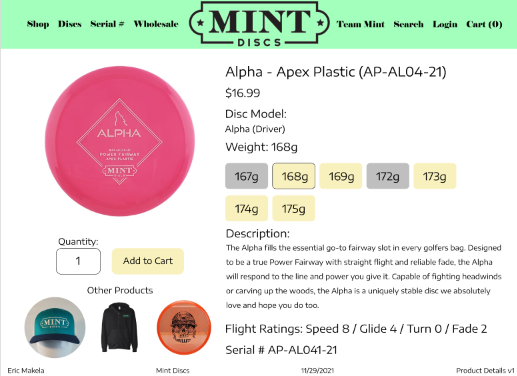 Shop Discs Serial # Wholesale MINT DISCS Team Mint Search Login Cart (0)
Alpha - Apex Plastic (AP-AL04-21)
$16.99
Disc Model:
Alpha (Driver)
Weight: 168g
167g 168g 169g 172g 173g
174g 175g
ALPHA
POWER FAIRWAY
APEX PLASTIC
MINT
Quantity:
1 Add to Cart
Other Products
MINT
Description:
The Alpha fills the essential go-to fairway slot in every golfers bag. Designed
to be a true Power Fairway with straight flight and reliable fade, the Alpha
will respond to the line and power you give it. Capable of fighting headwinds
or carving up the woods, the Alpha is a uniquely stable disc we absolutely
love and hope you do too.
Flight Ratings: Speed 8 / Glide 4 / Turn 0 / Fade 2
Serial # AP-AL041-21
Eric Makela Mint Discs 11/29/2021 Product Details v1